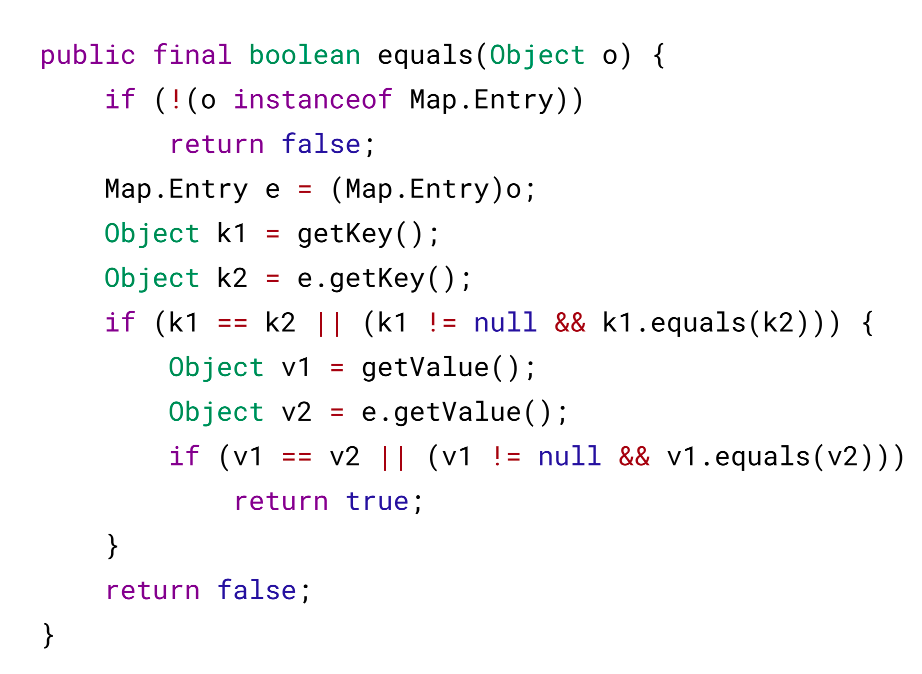 public final boolean equals(Object o) {
    if (!(o instanceof Map.Entry))
        return false;
    Map.Entry e = (Map.Entry)o;
    Object k1 = getKey();
    Object k2 = e.getKey();
    if (k1 == k2 || (k1 != null && k1.equals(k2))) {
        Object v1 = getValue();
        Object v2 = e.getValue();
        if (v1 == v2 || (v1 != null && v1.equals(v2)))
            return true;
    }
    return false;
}